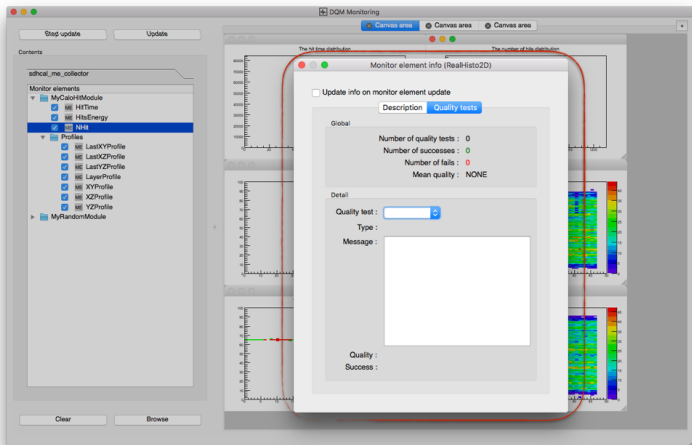 DQM Monitoring
Stop update
Update
Canvas area
Canvas area
Canvas area
Contents
sdhcal_me_collector
Monitor elements
MyCaloHitModule
ME HitTime
ME HitsEnergy
ME NHit
Profiles
ME LastXYProfile
ME LastXZProfile
ME LastYZProfile
ME LayerProfile
ME XYProfile
ME XZProfile
ME YZProfile
MyRandomModule
Clear
Browse
The hit time distribution
The number of hits distribution
Monitor element info (RealHisto2D)
Update info on monitor element update
Description
Quality tests
Global
Number of quality tests : 0
Number of successes : 0
Number of fails : 0
Mean quality : NONE
Detail
Quality test :
Type :
Message :
Quality :
Success :